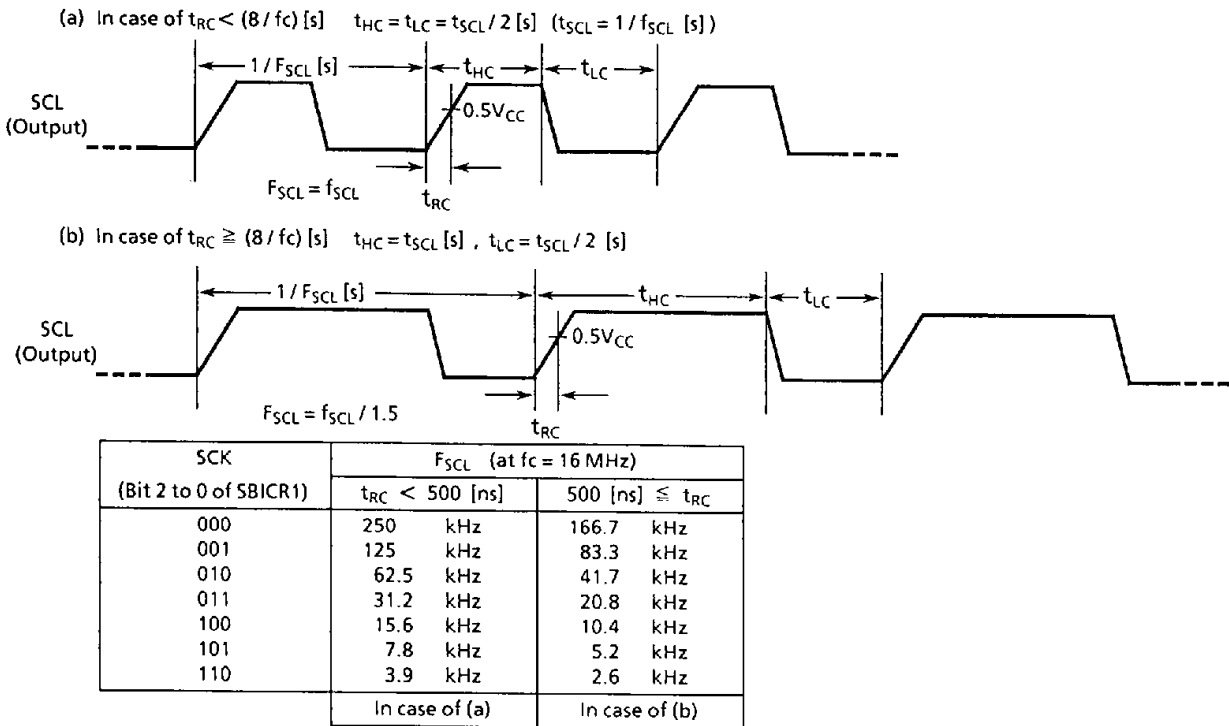 (a) In case of tRC < (8 / fc) [s] tHC = tLC = tSCL / 2 [s] (tSCL = 1 / fSCL [s])
1 / FSCL [s] tHC tLC
SCL
(Output)
0.5VCC
FSCL = fSCL
tRC
(b) In case of tRC ≧ (8 / fc) [s] tHC = tSCL [s] , tLC = tSCL / 2 [s]
1 / FSCL [s] tHC tLC
SCL
(Output)
0.5VCC
FSCL = fSCL / 1.5
tRC
SCK FSCL (at fc = 16 MHz)
(Bit 2 to 0 of SBICR1) tRC < 500 [ns] 500 [ns] ≦ tRC
000 250 kHz 166.7 kHz
001 125 kHz 83.3 kHz
010 62.5 kHz 41.7 kHz
011 31.2 kHz 20.8 kHz
100 15.6 kHz 10.4 kHz
101 7.8 kHz 5.2 kHz
110 3.9 kHz 2.6 kHz
In case of (a) In case of (b)